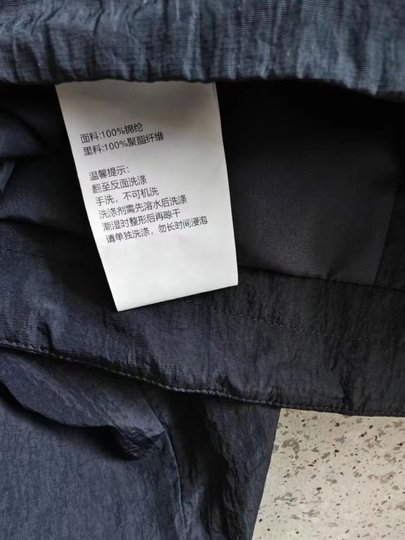 面料:100%锦纶
里料:100%聚酯纤维
温馨提示:
翻至反面洗涤
手洗，不可机洗
洗涤剂需先溶水后洗涤
潮湿时整形后再晾干
请单独洗涤，勿长时间浸泡